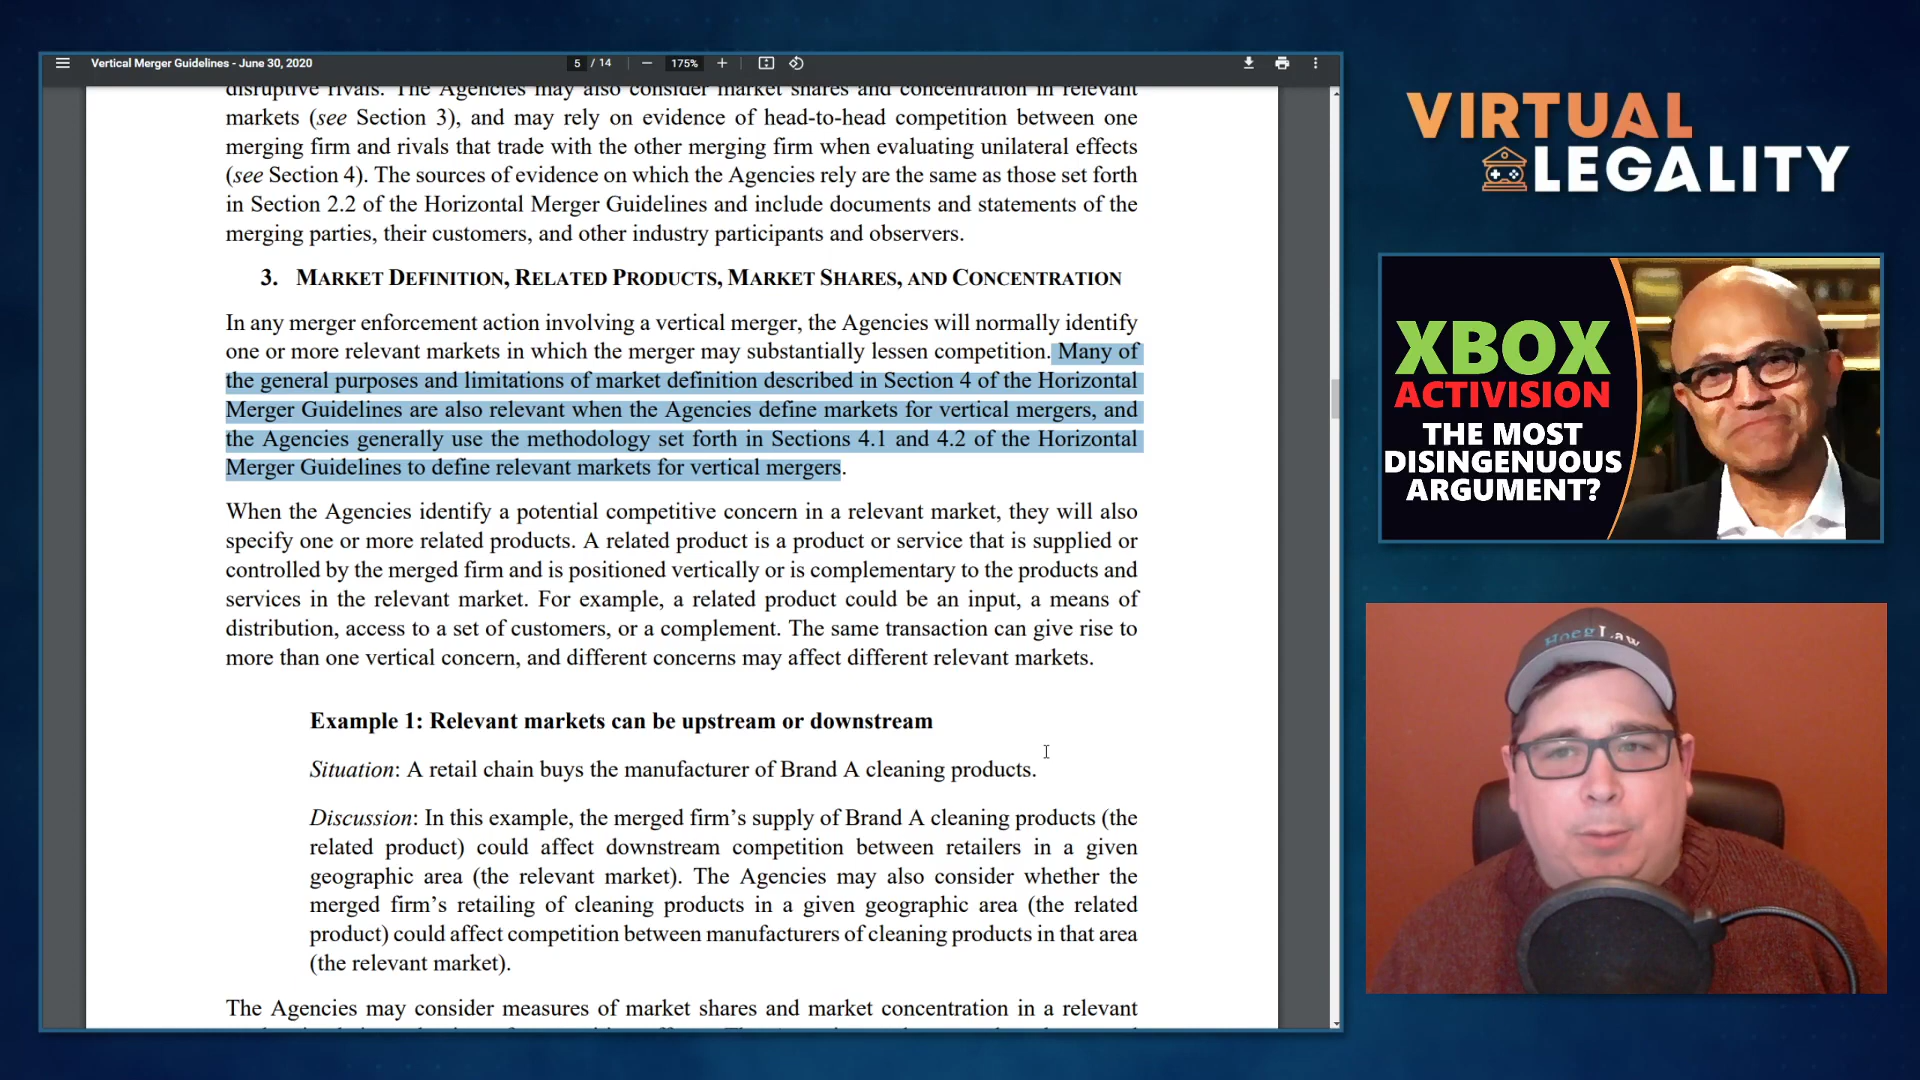 Vertical Merger Guidelines - June 30, 2020
5 / 14
175%
disruptive rivals. The Agencies may also consider market shares and concentration in relevant
markets (see Section 3), and may rely on evidence of head-to-head competition between one
merging firm and rivals that trade with the other merging firm when evaluating unilateral effects
(see Section 4). The sources of evidence on which the Agencies rely are the same as those set forth
in Section 2.2 of the Horizontal Merger Guidelines and include documents and statements of the
merging parties, their customers, and other industry participants and observers.
3. MARKET DEFINITION, RELATED PRODUCTS, MARKET SHARES, AND CONCENTRATION
In any merger enforcement action involving a vertical merger, the Agencies will normally identify
one or more relevant markets in which the merger may substantially lessen competition. Many of
the general purposes and limitations of market definition described in Section 4 of the Horizontal
Merger Guidelines are also relevant when the Agencies define markets for vertical mergers, and
the Agencies generally use the methodology set forth in Sections 4.1 and 4.2 of the Horizontal
Merger Guidelines to define relevant markets for vertical mergers.
When the Agencies identify a potential competitive concern in a relevant market, they will also
specify one or more related products. A related product is a product or service that is supplied or
controlled by the merged firm and is positioned vertically or is complementary to the products and
services in the relevant market. For example, a related product could be an input, a means of
distribution, access to a set of customers, or a complement. The same transaction can give rise to
more than one vertical concern, and different concerns may affect different relevant markets.
Example 1: Relevant markets can be upstream or downstream
Situation: A retail chain buys the manufacturer of Brand A cleaning products.
Discussion: In this example, the merged firm's supply of Brand A cleaning products (the
related product) could affect downstream competition between retailers in a given
geographic area (the relevant market). The Agencies may also consider whether the
merged firm's retailing of cleaning products in a given geographic area (the related
product) could affect competition between manufacturers of cleaning products in that area
(the relevant market).
The Agencies may consider measures of market shares and market concentration in a relevant
VIRTUAL
LEGALITY
XBOX
ACTIVISION
THE MOST
DISINGENUOUS
ARGUMENT?
HoegLaw